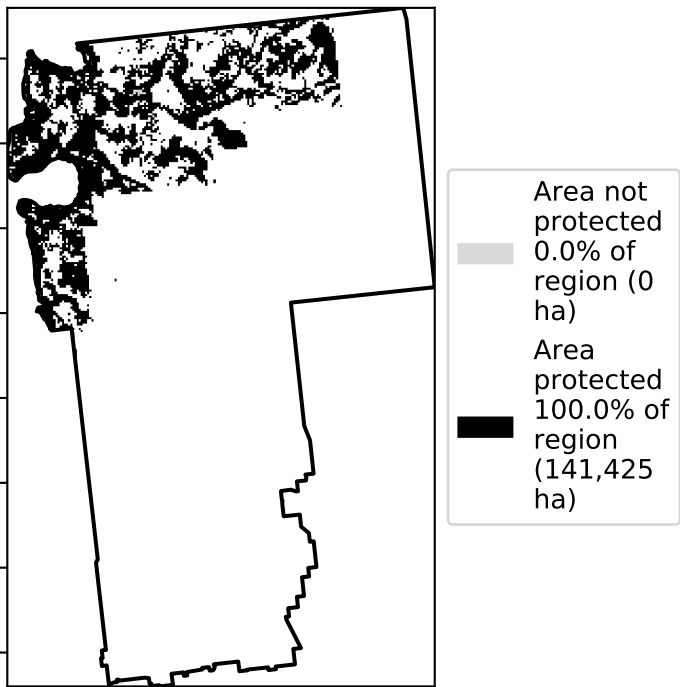 Area not
protected
0.0% of
region (0
ha)
Area
protected
100.0% of
region
(141,425
ha)